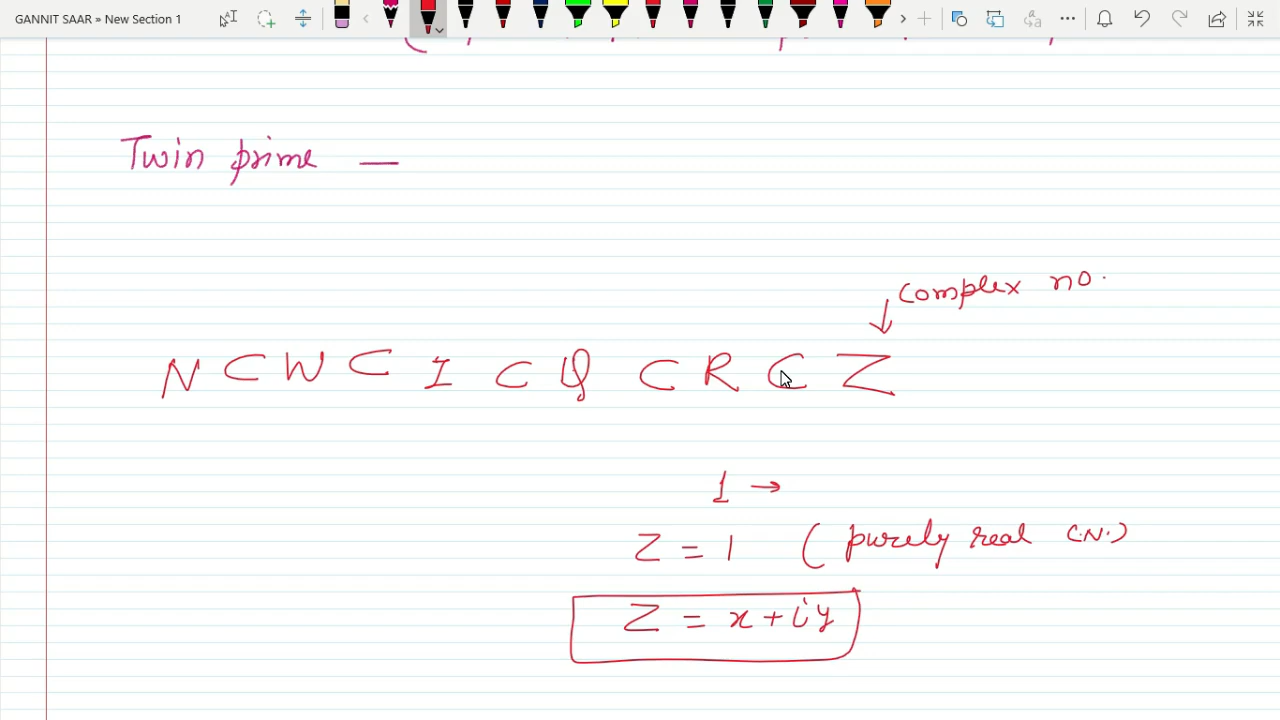 GANNIT SAAR » New Section 1
Twin prime —
complex no.
N ⊂ W ⊂ I ⊂ Q ⊂ R ⊂ Z
1 →
Z = 1 ( purely real C.N.)
Z = x + iy